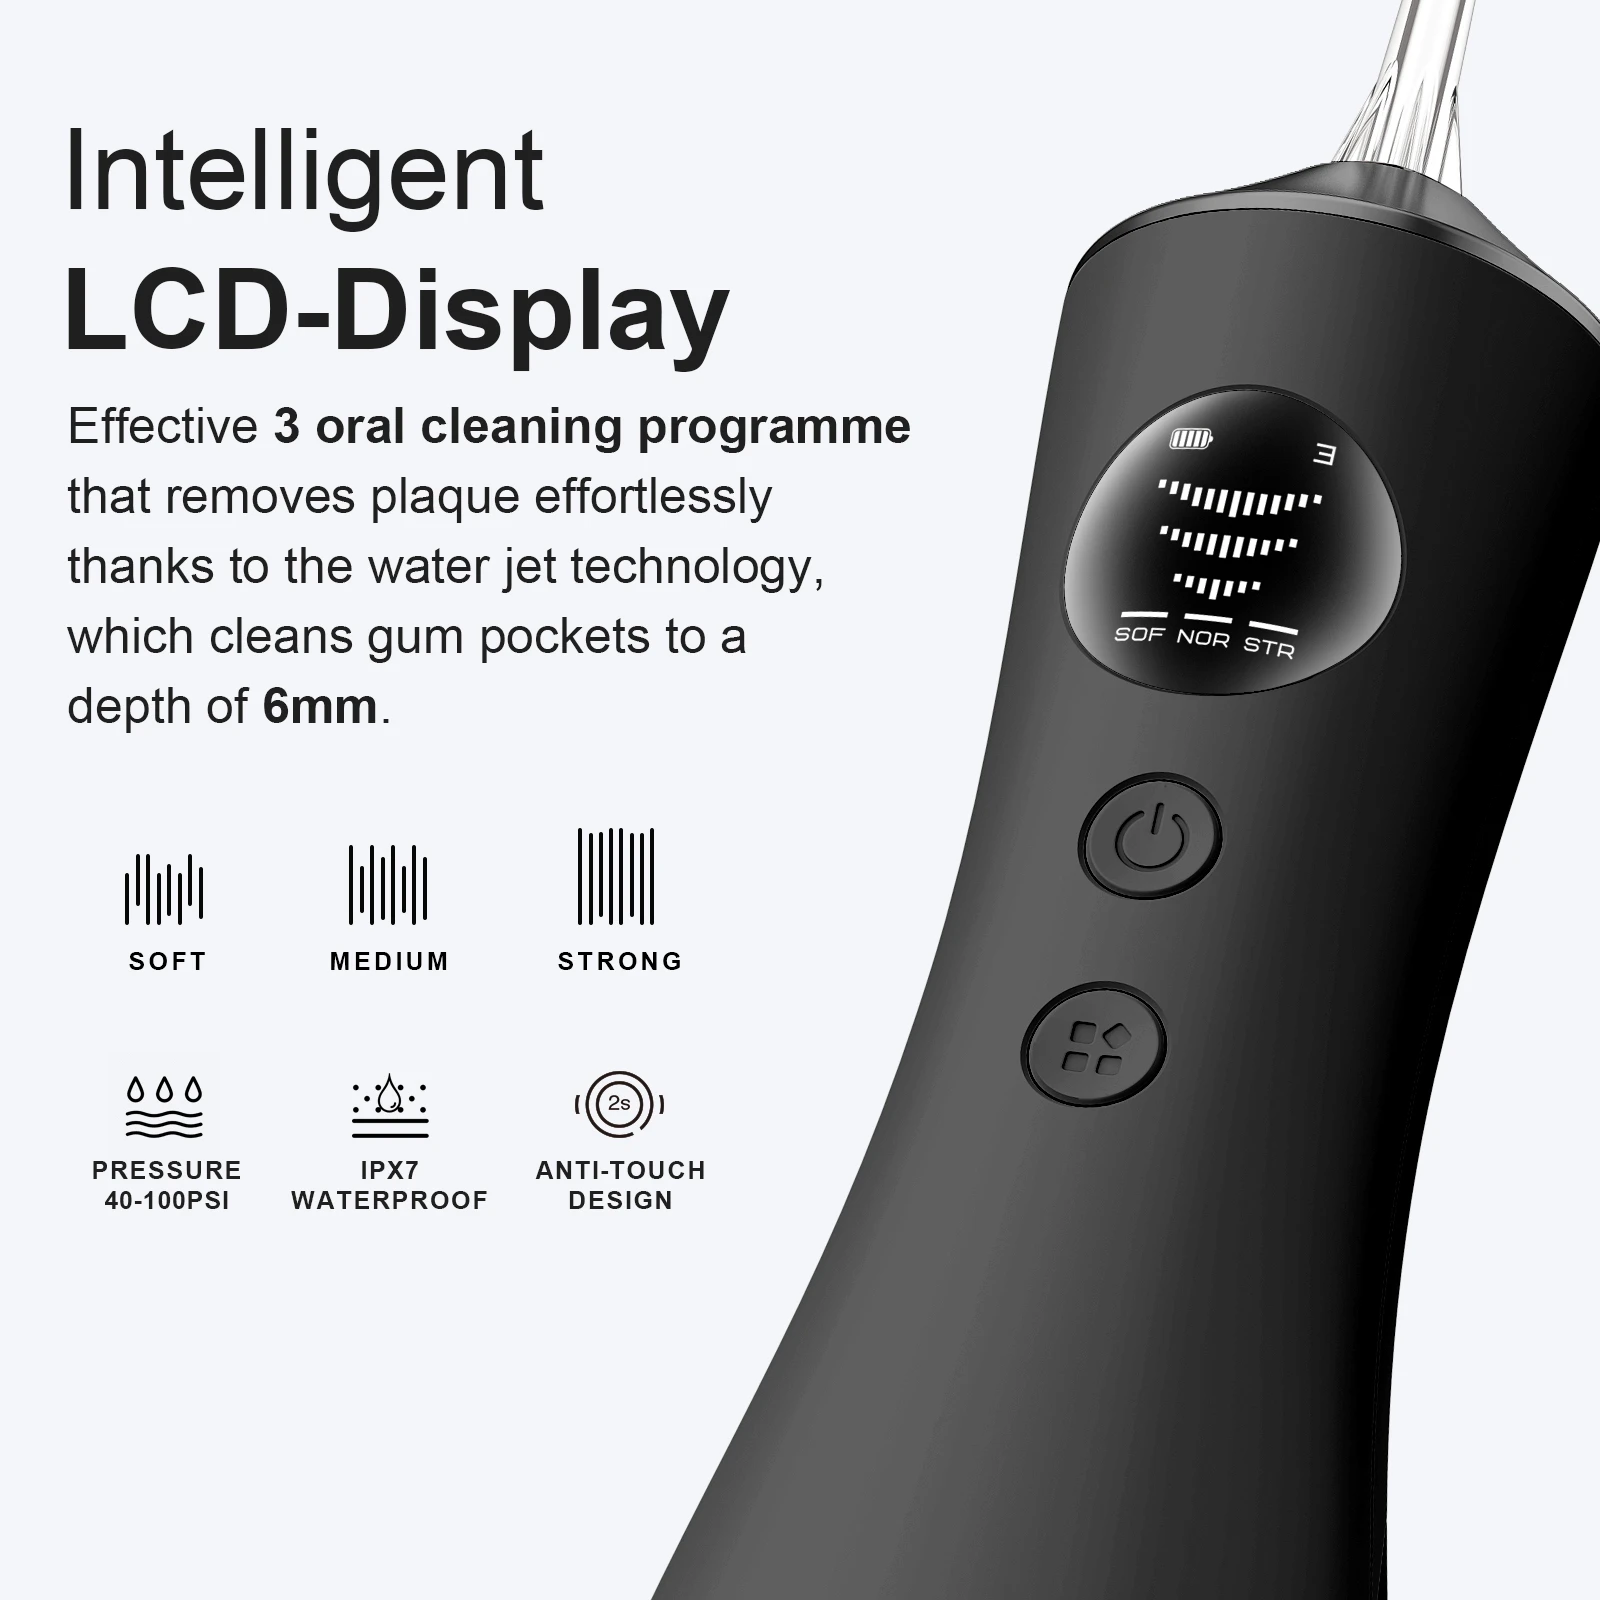 Intelligent
LCD-Display
Effective 3 oral cleaning programme
that removes plaque effortlessly
thanks to the water jet technology,
which cleans gum pockets to a
depth of 6mm.
3
SOF NOR STR
SOFT MEDIUM STRONG
2s
PRESSURE
40-100PSI
IPX7
WATERPROOF
ANTI-TOUCH
DESIGN